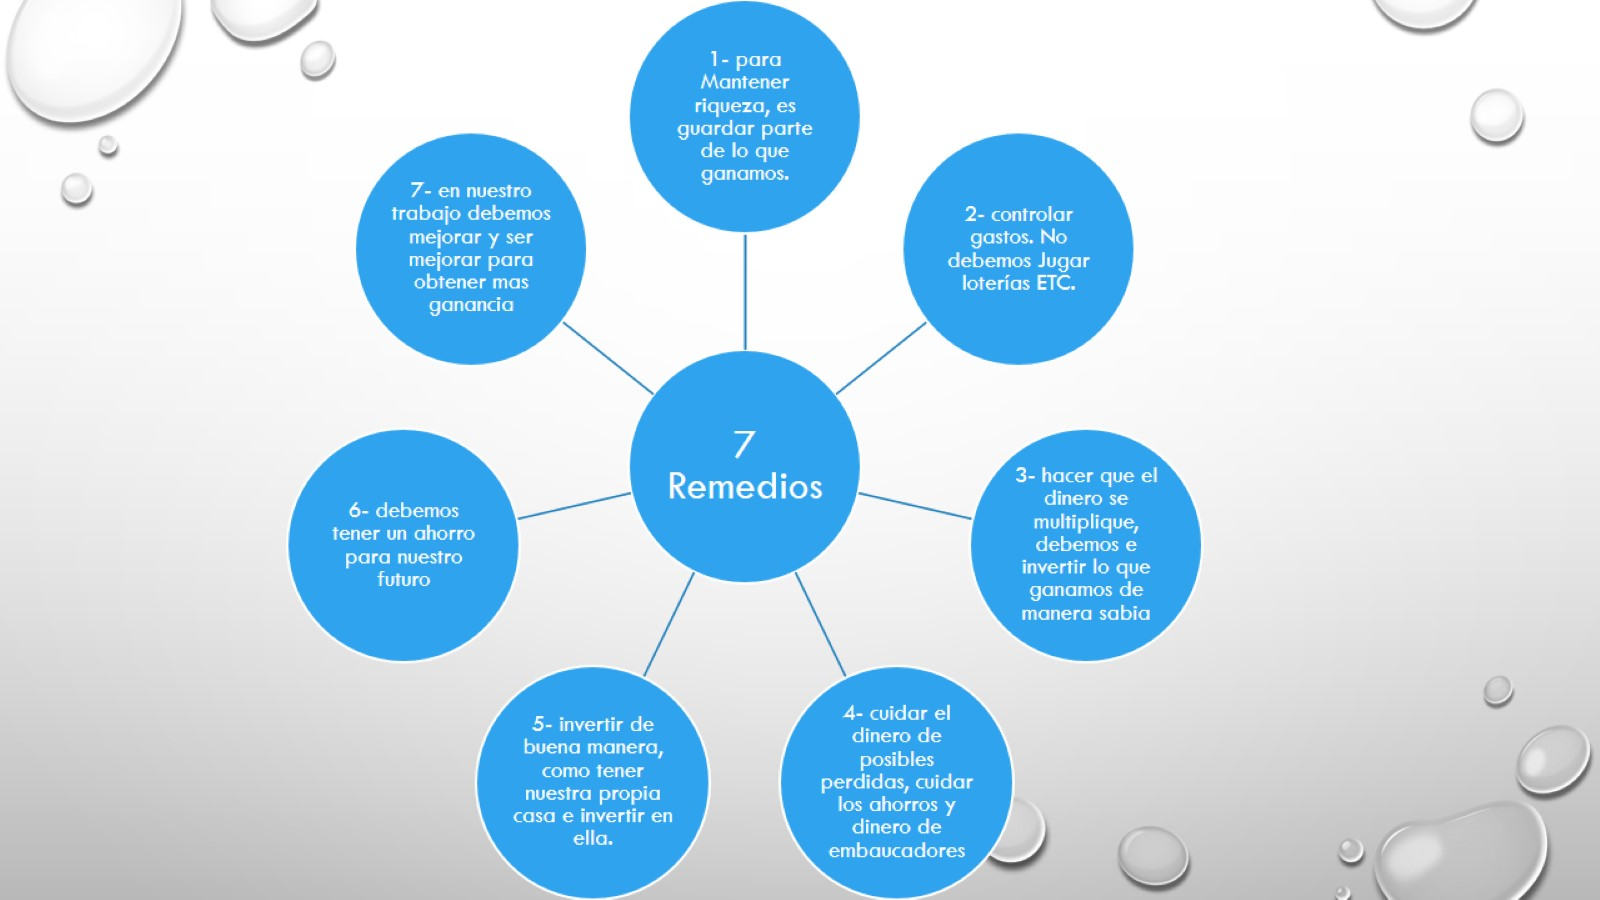 1- para
Mantener
riqueza, es
guardar parte
de lo que
ganamos.
2- controlar
gastos. No
debemos Jugar
loterías ETC.
3- hacer que el
dinero se
multiplique,
debemos e
invertir lo que
ganamos de
manera sabia
4- cuidar el
dinero de
posibles
perdidas, cuidar
los ahorros y
dinero de
embaucadores
5- invertir de
buena manera,
como tener
nuestra propia
casa e invertir en
ella.
6- debemos
tener un ahorro
para nuestro
futuro
7- en nuestro
trabajo debemos
mejorar y ser
mejorar para
obtener mas
ganancia
7
Remedios